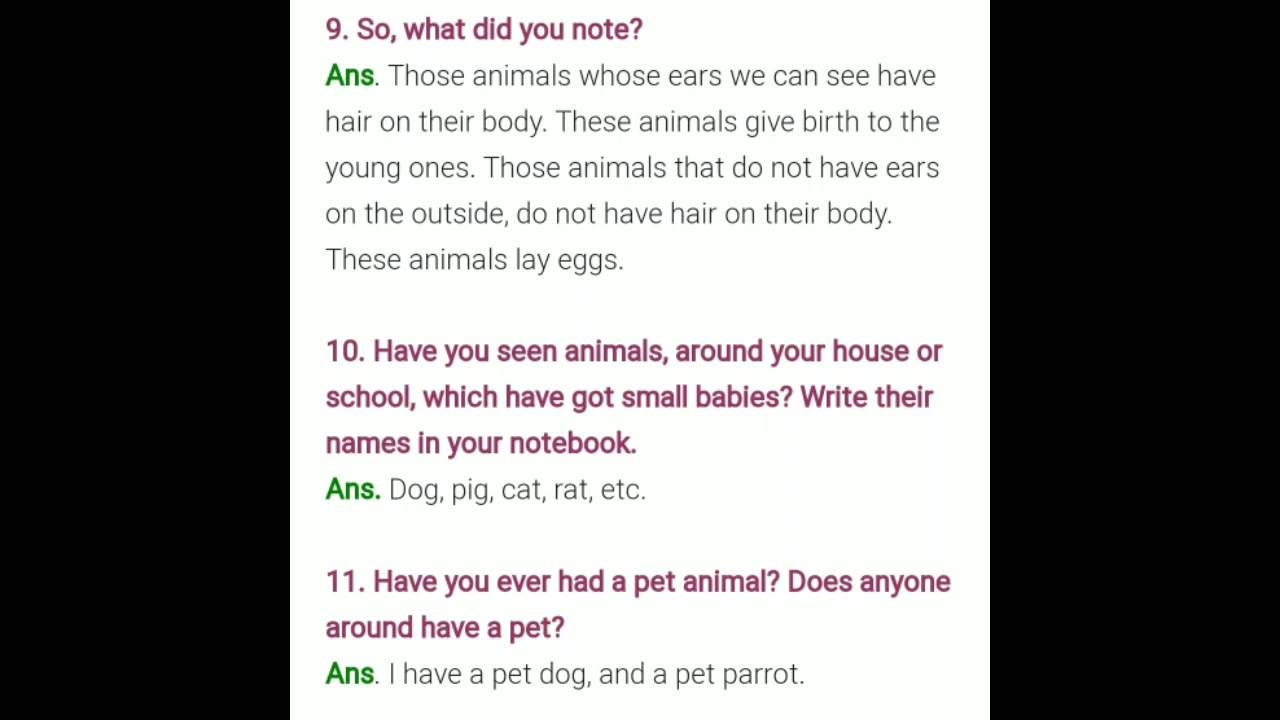 9. So, what did you note?
Ans. Those animals whose ears we can see have
hair on their body. These animals give birth to the
young ones. Those animals that do not have ears
on the outside, do not have hair on their body.
These animals lay eggs.
10. Have you seen animals, around your house or
school, which have got small babies? Write their
names in your notebook.
Ans. Dog, pig, cat, rat, etc.
11. Have you ever had a pet animal? Does anyone
around have a pet?
Ans. I have a pet dog, and a pet parrot.